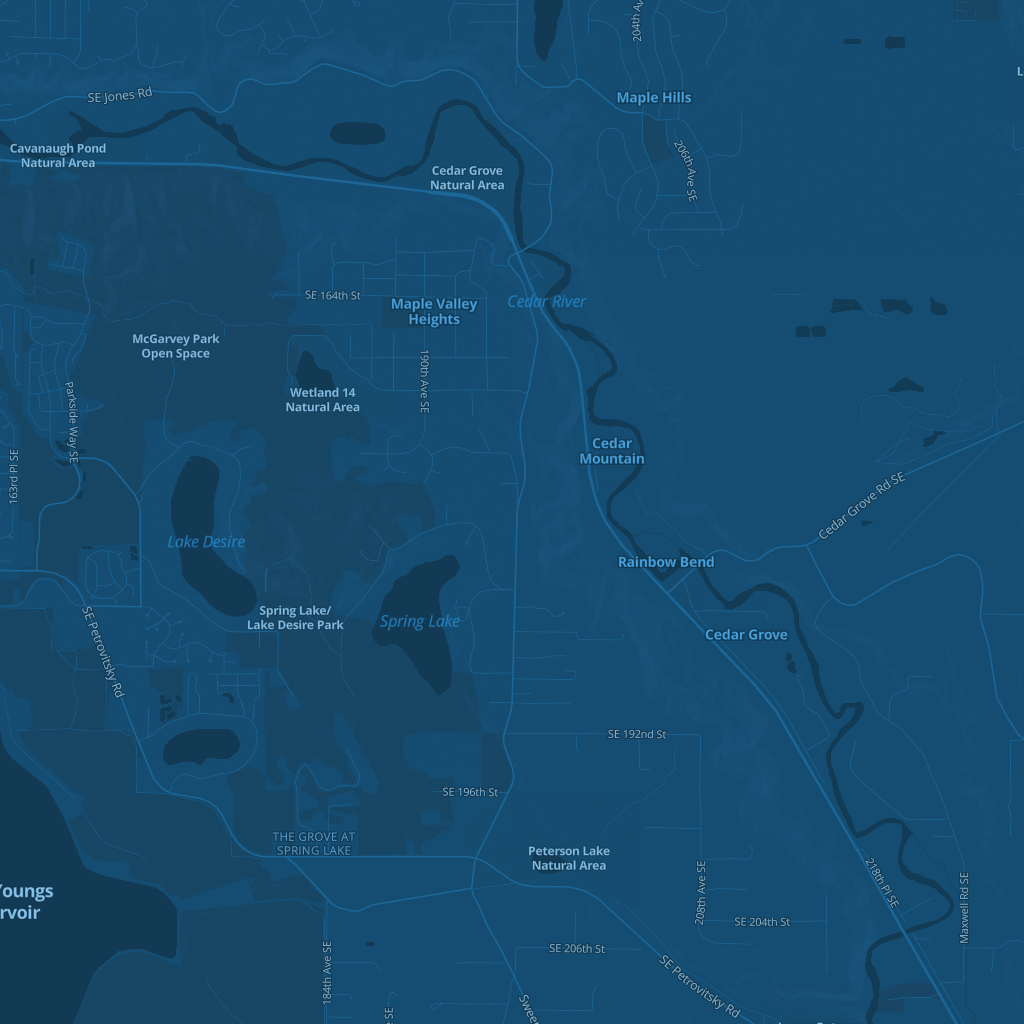 204th Av
L
SE Jones Rd
Maple Hills
Cavanaugh Pond
Natural Area
206th Ave SE
Cedar Grove
Natural Area
SE 164th St
Maple Valley
Heights
Cedar River
McGarvey Park
Open Space
190th Ave SE
Wetland 14
Natural Area
Parkside Way SE
163rd Pl SE
Cedar
Mountain
Cedar Grove Rd SE
Lake Desire
Rainbow Bend
Spring Lake/
Lake Desire Park
Spring Lake
Cedar Grove
SE Petrovitsky Rd
SE 192nd St
SE 196th St
THE GROVE AT
SPRING LAKE
Peterson Lake
Natural Area
218th Pl SE
208th Ave SE
Maxwell Rd SE
Youngs
rvoir
SE 204th St
184th Ave SE
SE 206th St
SE Petrovitsky Rd
Swee
SE